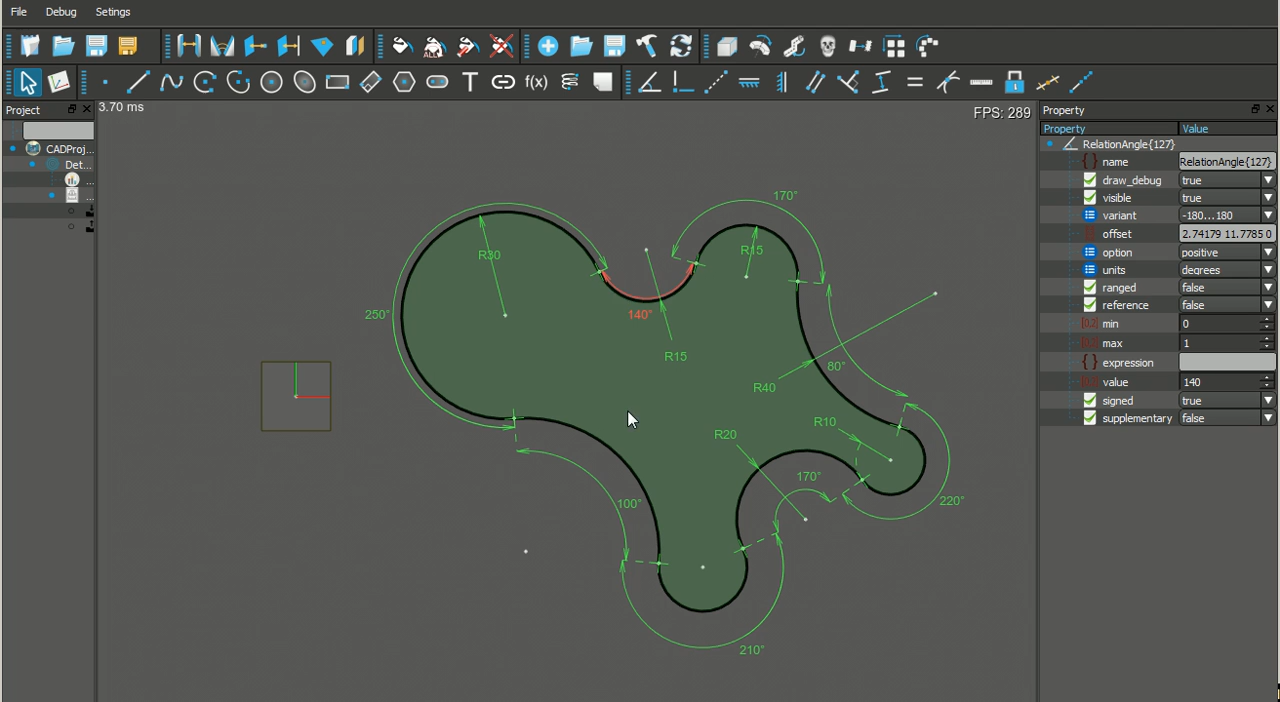 File Debug Setings
ALL
T f(x)
Project
3.70 ms
FPS: 289
Property
CADProj...
Det...
...
...
Property Value
RelationAngle{127}
name RelationAngle{127}
draw_debug true
visible true
variant -180...180
offset 2.74179 11.7785 0
option positive
units degrees
ranged false
reference false
min 0
max 1
expression
value 140
signed true
supplementary false
170°
R30
R15
250°
140°
R15
80°
R40
R10
R20
170°
220°
100°
210°